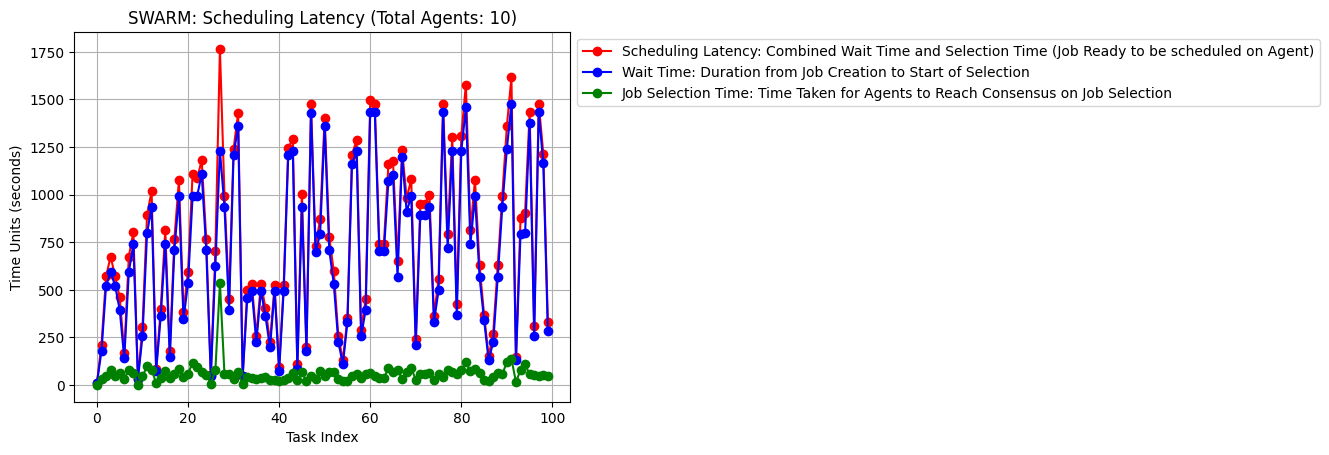 SWARM: Scheduling Latency (Total Agents: 10)
Scheduling Latency: Combined Wait Time and Selection Time (Job Ready to be scheduled on Agent)
Wait Time: Duration from Job Creation to Start of Selection
Job Selection Time: Time Taken for Agents to Reach Consensus on Job Selection
Time Units (seconds)
1750
1500
1250
1000
750
500
250
0
0 20 40 60 80 100
Task Index